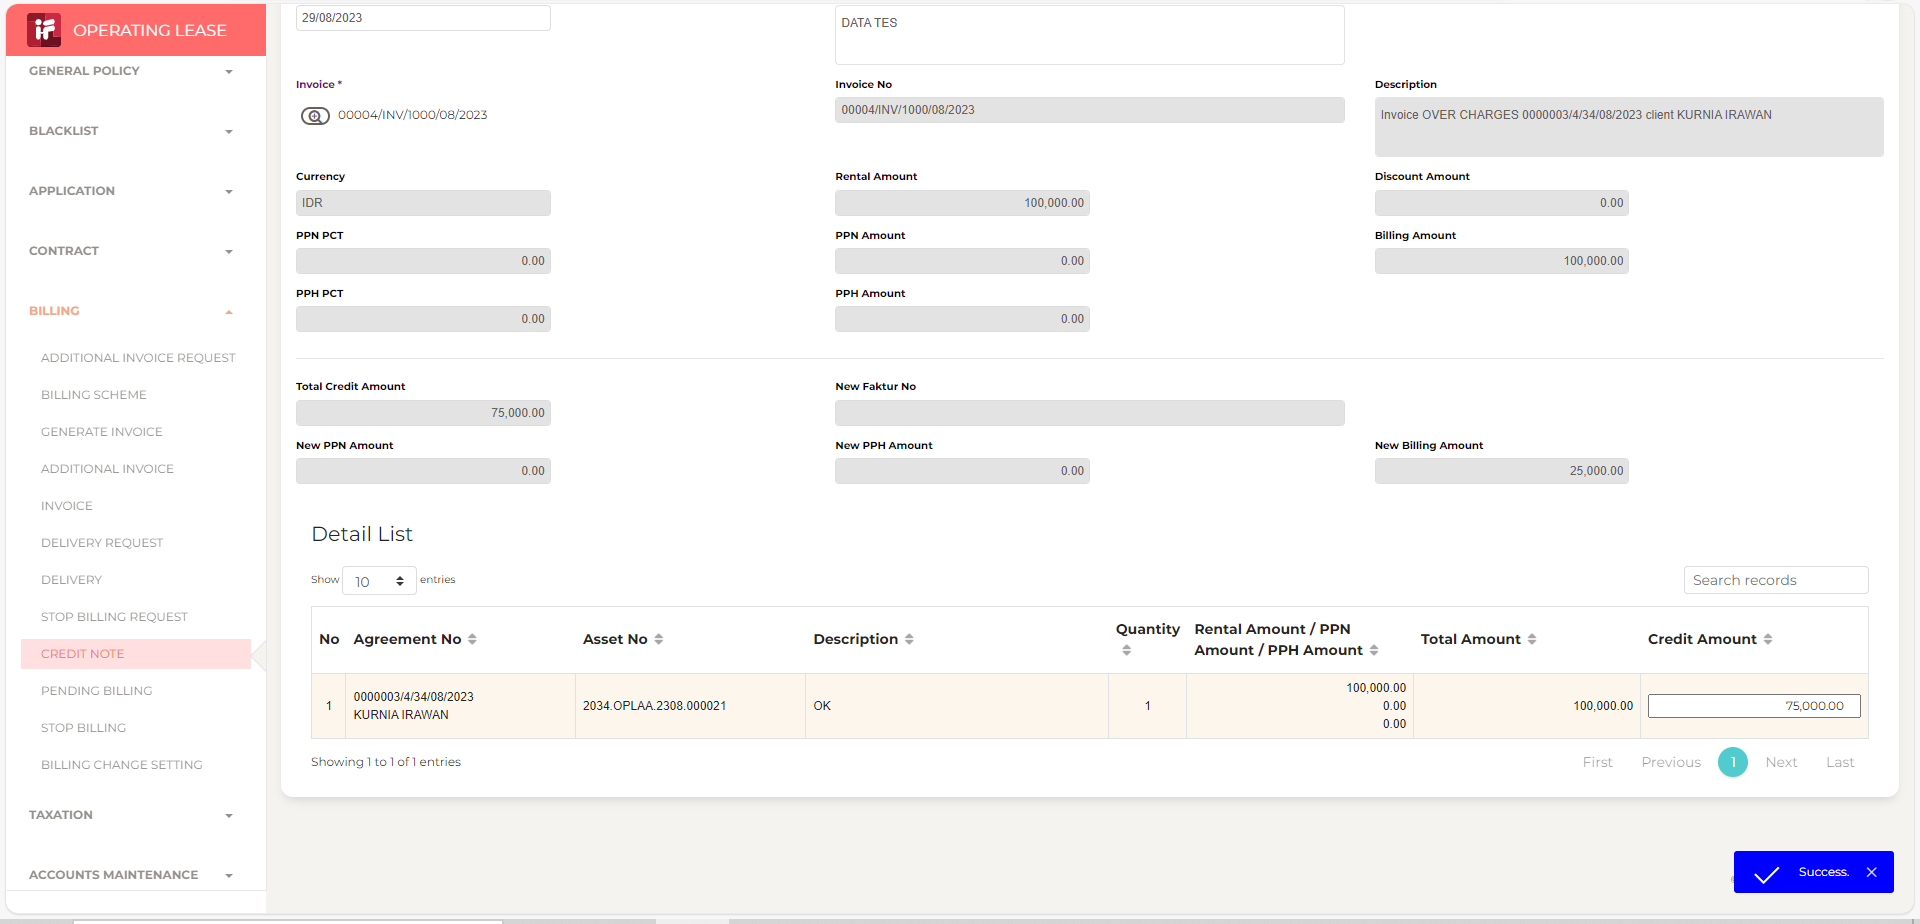 OPERATING LEASE
GENERAL POLICY
BLACKLIST
APPLICATION
CONTRACT
BILLING
ADDITIONAL INVOICE REQUEST
BILLING SCHEME
GENERATE INVOICE
ADDITIONAL INVOICE
INVOICE
DELIVERY REQUEST
DELIVERY
STOP BILLING REQUEST
CREDIT NOTE
PENDING BILLING
STOP BILLING
BILLING CHANGE SETTING
TAXATION
ACCOUNTS MAINTENANCE
29/08/2023
DATA TES
Invoice *
00004/INV/1000/08/2023
Invoice No
00004/INV/1000/08/2023
Description
Invoice OVER CHARGES 0000003/4/34/08/2023 client KURNIA IRAWAN
Currency
IDR
Rental Amount
100,000.00
Discount Amount
0.00
PPN PCT
0.00
PPN Amount
0.00
Billing Amount
100,000.00
PPH PCT
0.00
PPH Amount
0.00
Total Credit Amount
75,000.00
New Faktur No
New PPN Amount
0.00
New PPH Amount
0.00
New Billing Amount
25,000.00
Detail List
Show 10 entries
Search records
No Agreement No Asset No Description Quantity Rental Amount / PPN Total Amount Credit Amount
Amount / PPH Amount
1 0000003/4/34/08/2023 2034.OPLAA.2308.000021 OK 1 100,000.00 100,000.00 75,000.00
KURNIA IRAWAN 0.00
0.00
Showing 1 to 1 of 1 entries
First Previous 1 Next Last
Success.